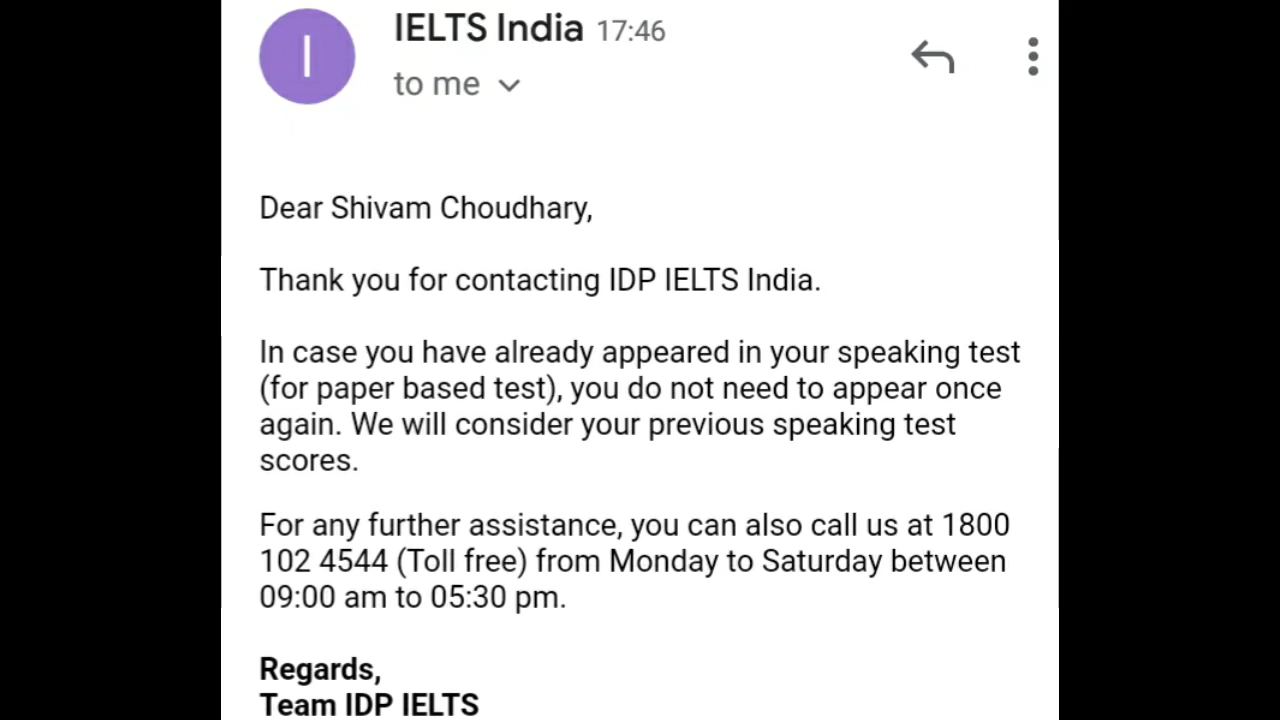 I
IELTS India 17:46
to me
Dear Shivam Choudhary,
Thank you for contacting IDP IELTS India.
In case you have already appeared in your speaking test
(for paper based test), you do not need to appear once
again. We will consider your previous speaking test
scores.
For any further assistance, you can also call us at 1800
102 4544 (Toll free) from Monday to Saturday between
09:00 am to 05:30 pm.
Regards,
Team IDP IELTS